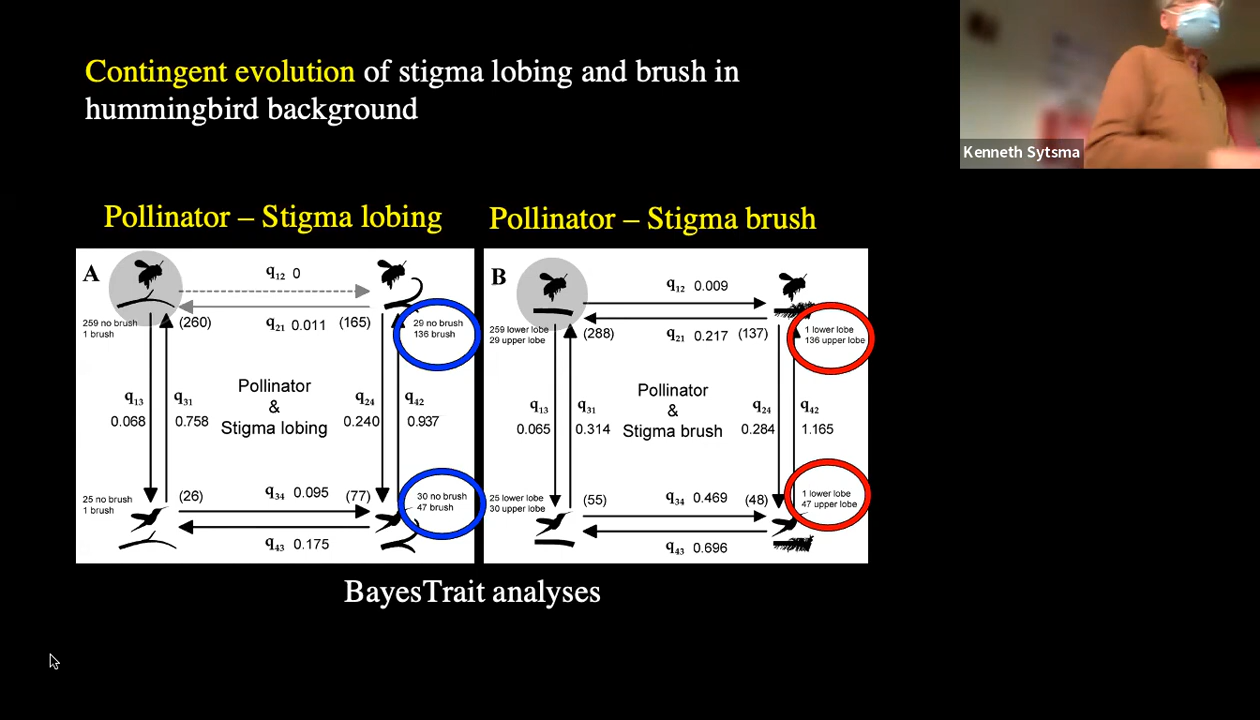 Contingent evolution of stigma lobing and brush in
hummingbird background
Kenneth Sytsma
Pollinator – Stigma lobing
Pollinator – Stigma brush
A
q12 0
q21 0.011
259 no brush
1 brush
(260)
(165)
29 no brush
136 brush
q13
0.068
q31
0.758
Pollinator
&
Stigma lobing
q24
0.240
q42
0.937
25 no brush
1 brush
(26)
q34 0.095
(77)
30 no brush
47 brush
q43 0.175
B
q12 0.009
q21 0.217
259 lower lobe
29 upper lobe
(288)
(137)
1 lower lobe
136 upper lobe
q13
0.065
q31
0.314
Pollinator
&
Stigma brush
q24
0.284
q42
1.165
25 lower lobe
30 upper lobe
(55)
q34 0.469
(48)
1 lower lobe
47 upper lobe
q43 0.696
BayesTrait analyses